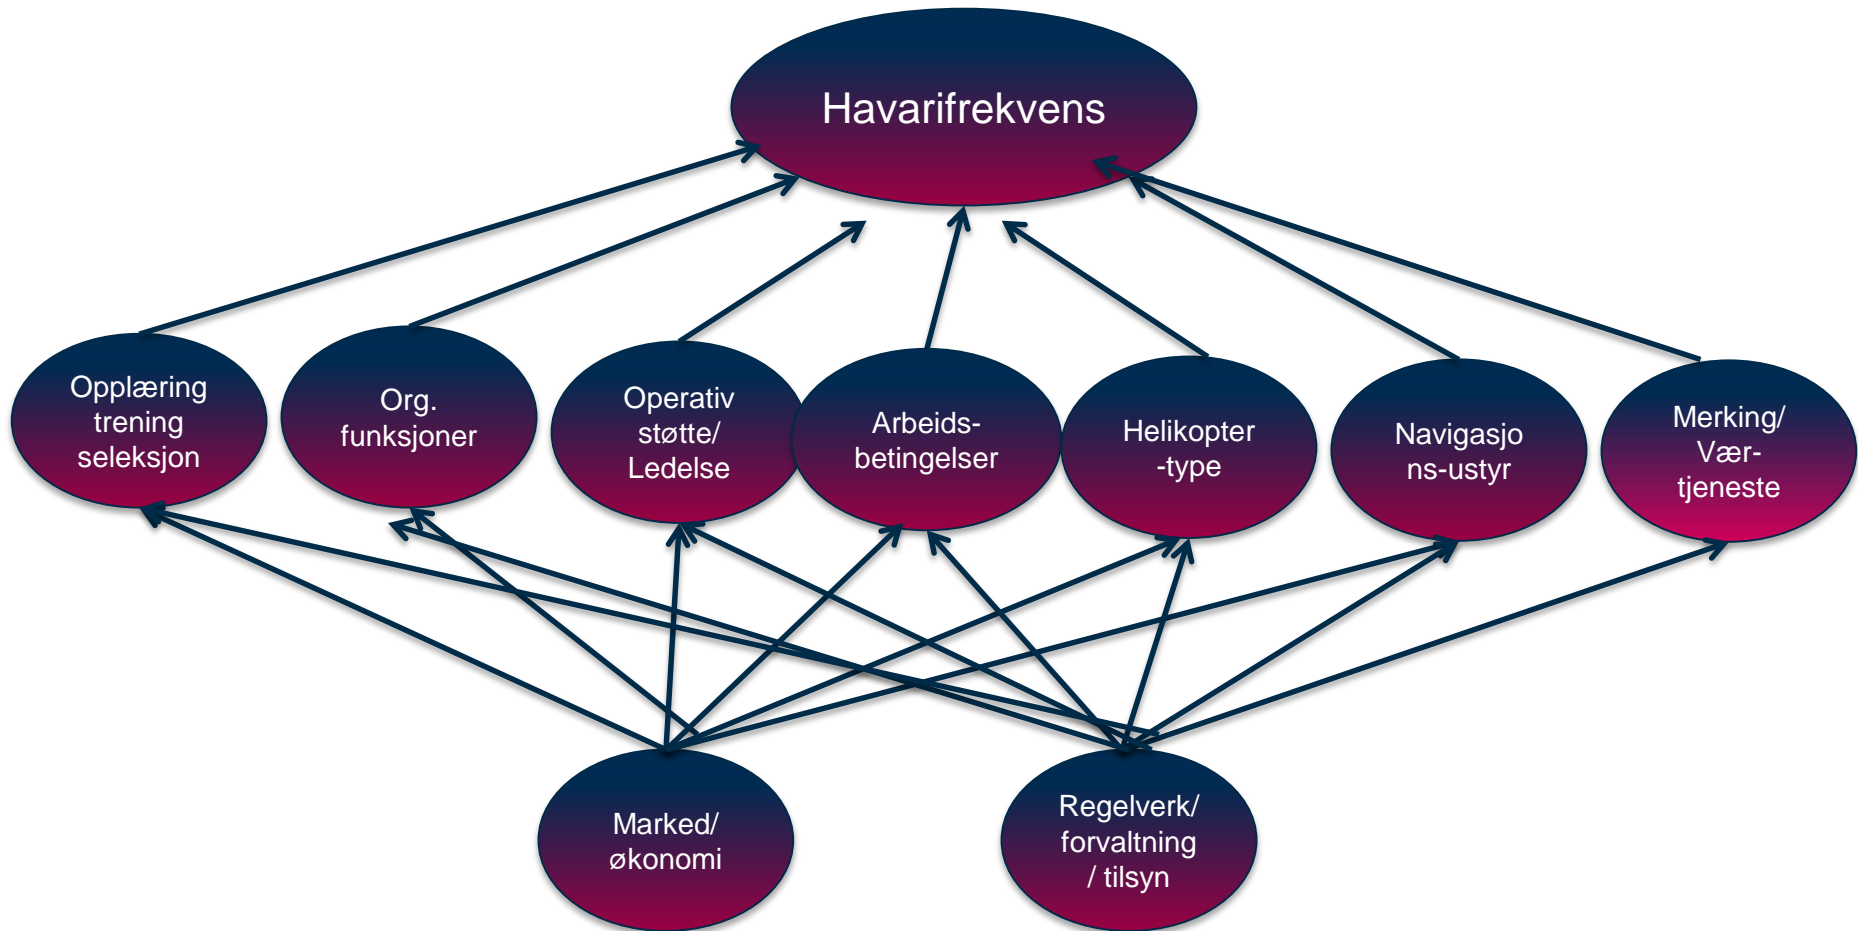 Havarifrekvens
Opplæring
trening
seleksjon
Org.
funksjoner
Operativ
støtte/
Ledelse
Arbeids-
betingelser
Helikopter
-type
Navigasjo
ns-ustyr
Merking/
Vær-
tjeneste
Marked/
økonomi
Regelverk/
forvaltning
/ tilsyn